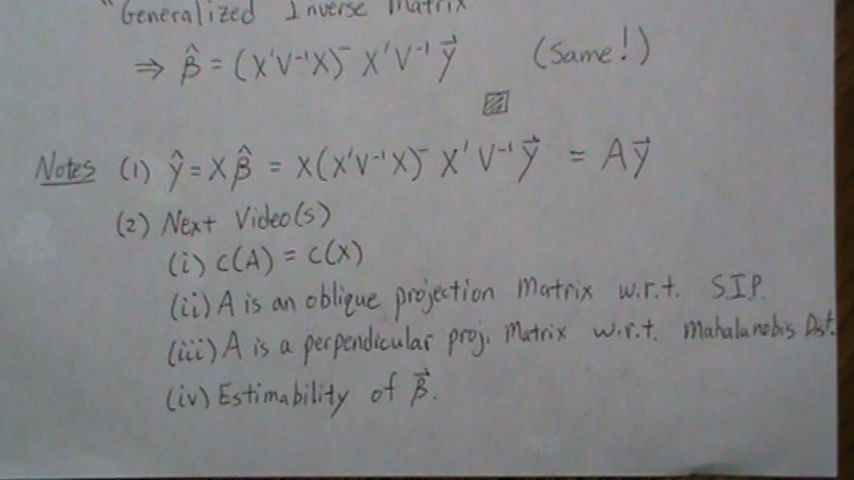 "Generalized Inverse Matrix
⇒ β̂ = (X'V⁻¹X)⁻ X'V⁻¹ y⃗ (Same!)
Notes (1) ŷ = Xβ̂ = X(X'V⁻¹X)⁻ X'V⁻¹ y⃗ = Ay⃗
(2) Next Video(s)
(i) C(A) = C(X)
(ii) A is an oblique projection Matrix w.r.t. S.I.P.
(iii) A is a perpendicular proj. Matrix w.r.t. Mahalanobis Dist.
(iv) Estimability of β⃗.